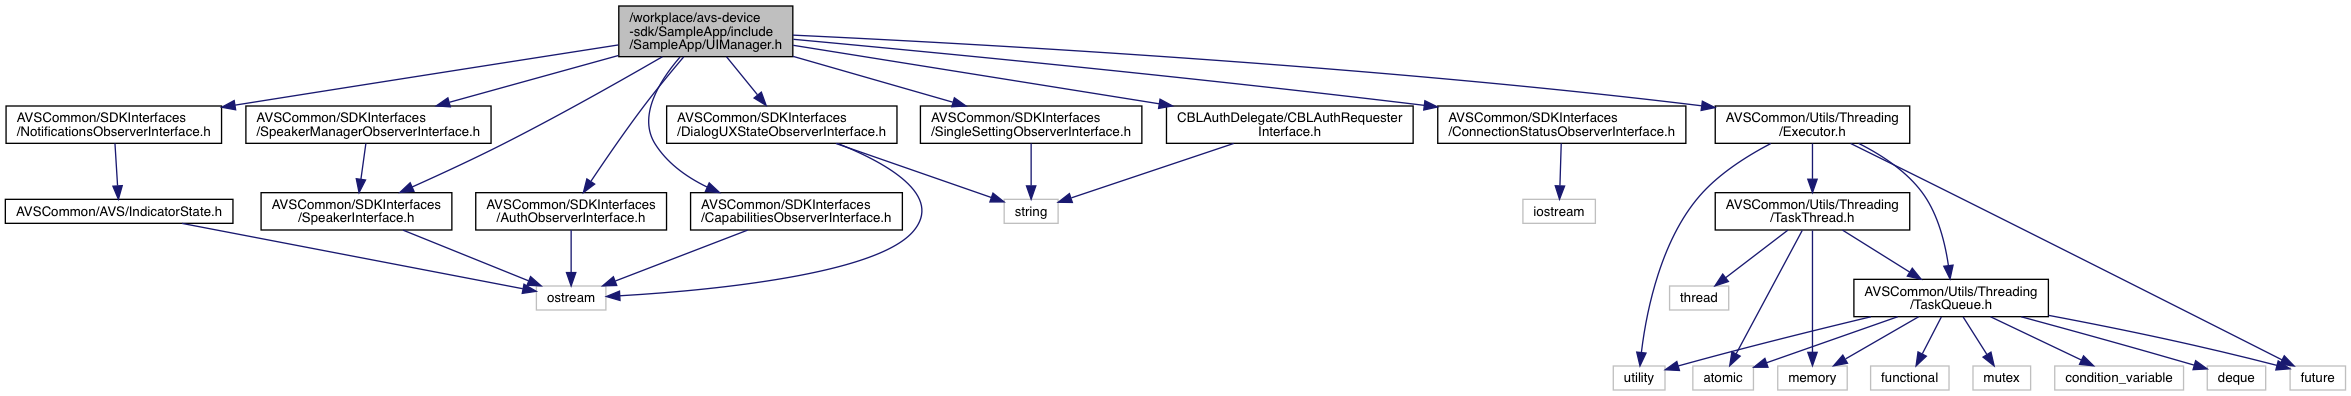 /workplace/avs-device
-sdk/SampleApp/include
/SampleApp/UIManager.h
AVSCommon/SDKInterfaces
/NotificationsObserverInterface.h
AVSCommon/SDKInterfaces
/SpeakerManagerObserverInterface.h
AVSCommon/SDKInterfaces
/DialogUXStateObserverInterface.h
AVSCommon/SDKInterfaces
/SingleSettingObserverInterface.h
CBLAuthDelegate/CBLAuthRequester
Interface.h
AVSCommon/SDKInterfaces
/ConnectionStatusObserverInterface.h
AVSCommon/Utils/Threading
/Executor.h
AVSCommon/AVS/IndicatorState.h
AVSCommon/SDKInterfaces
/SpeakerInterface.h
AVSCommon/SDKInterfaces
/AuthObserverInterface.h
AVSCommon/SDKInterfaces
/CapabilitiesObserverInterface.h
string
iostream
AVSCommon/Utils/Threading
/TaskThread.h
ostream
thread
AVSCommon/Utils/Threading
/TaskQueue.h
utility
atomic
memory
functional
mutex
condition_variable
deque
future